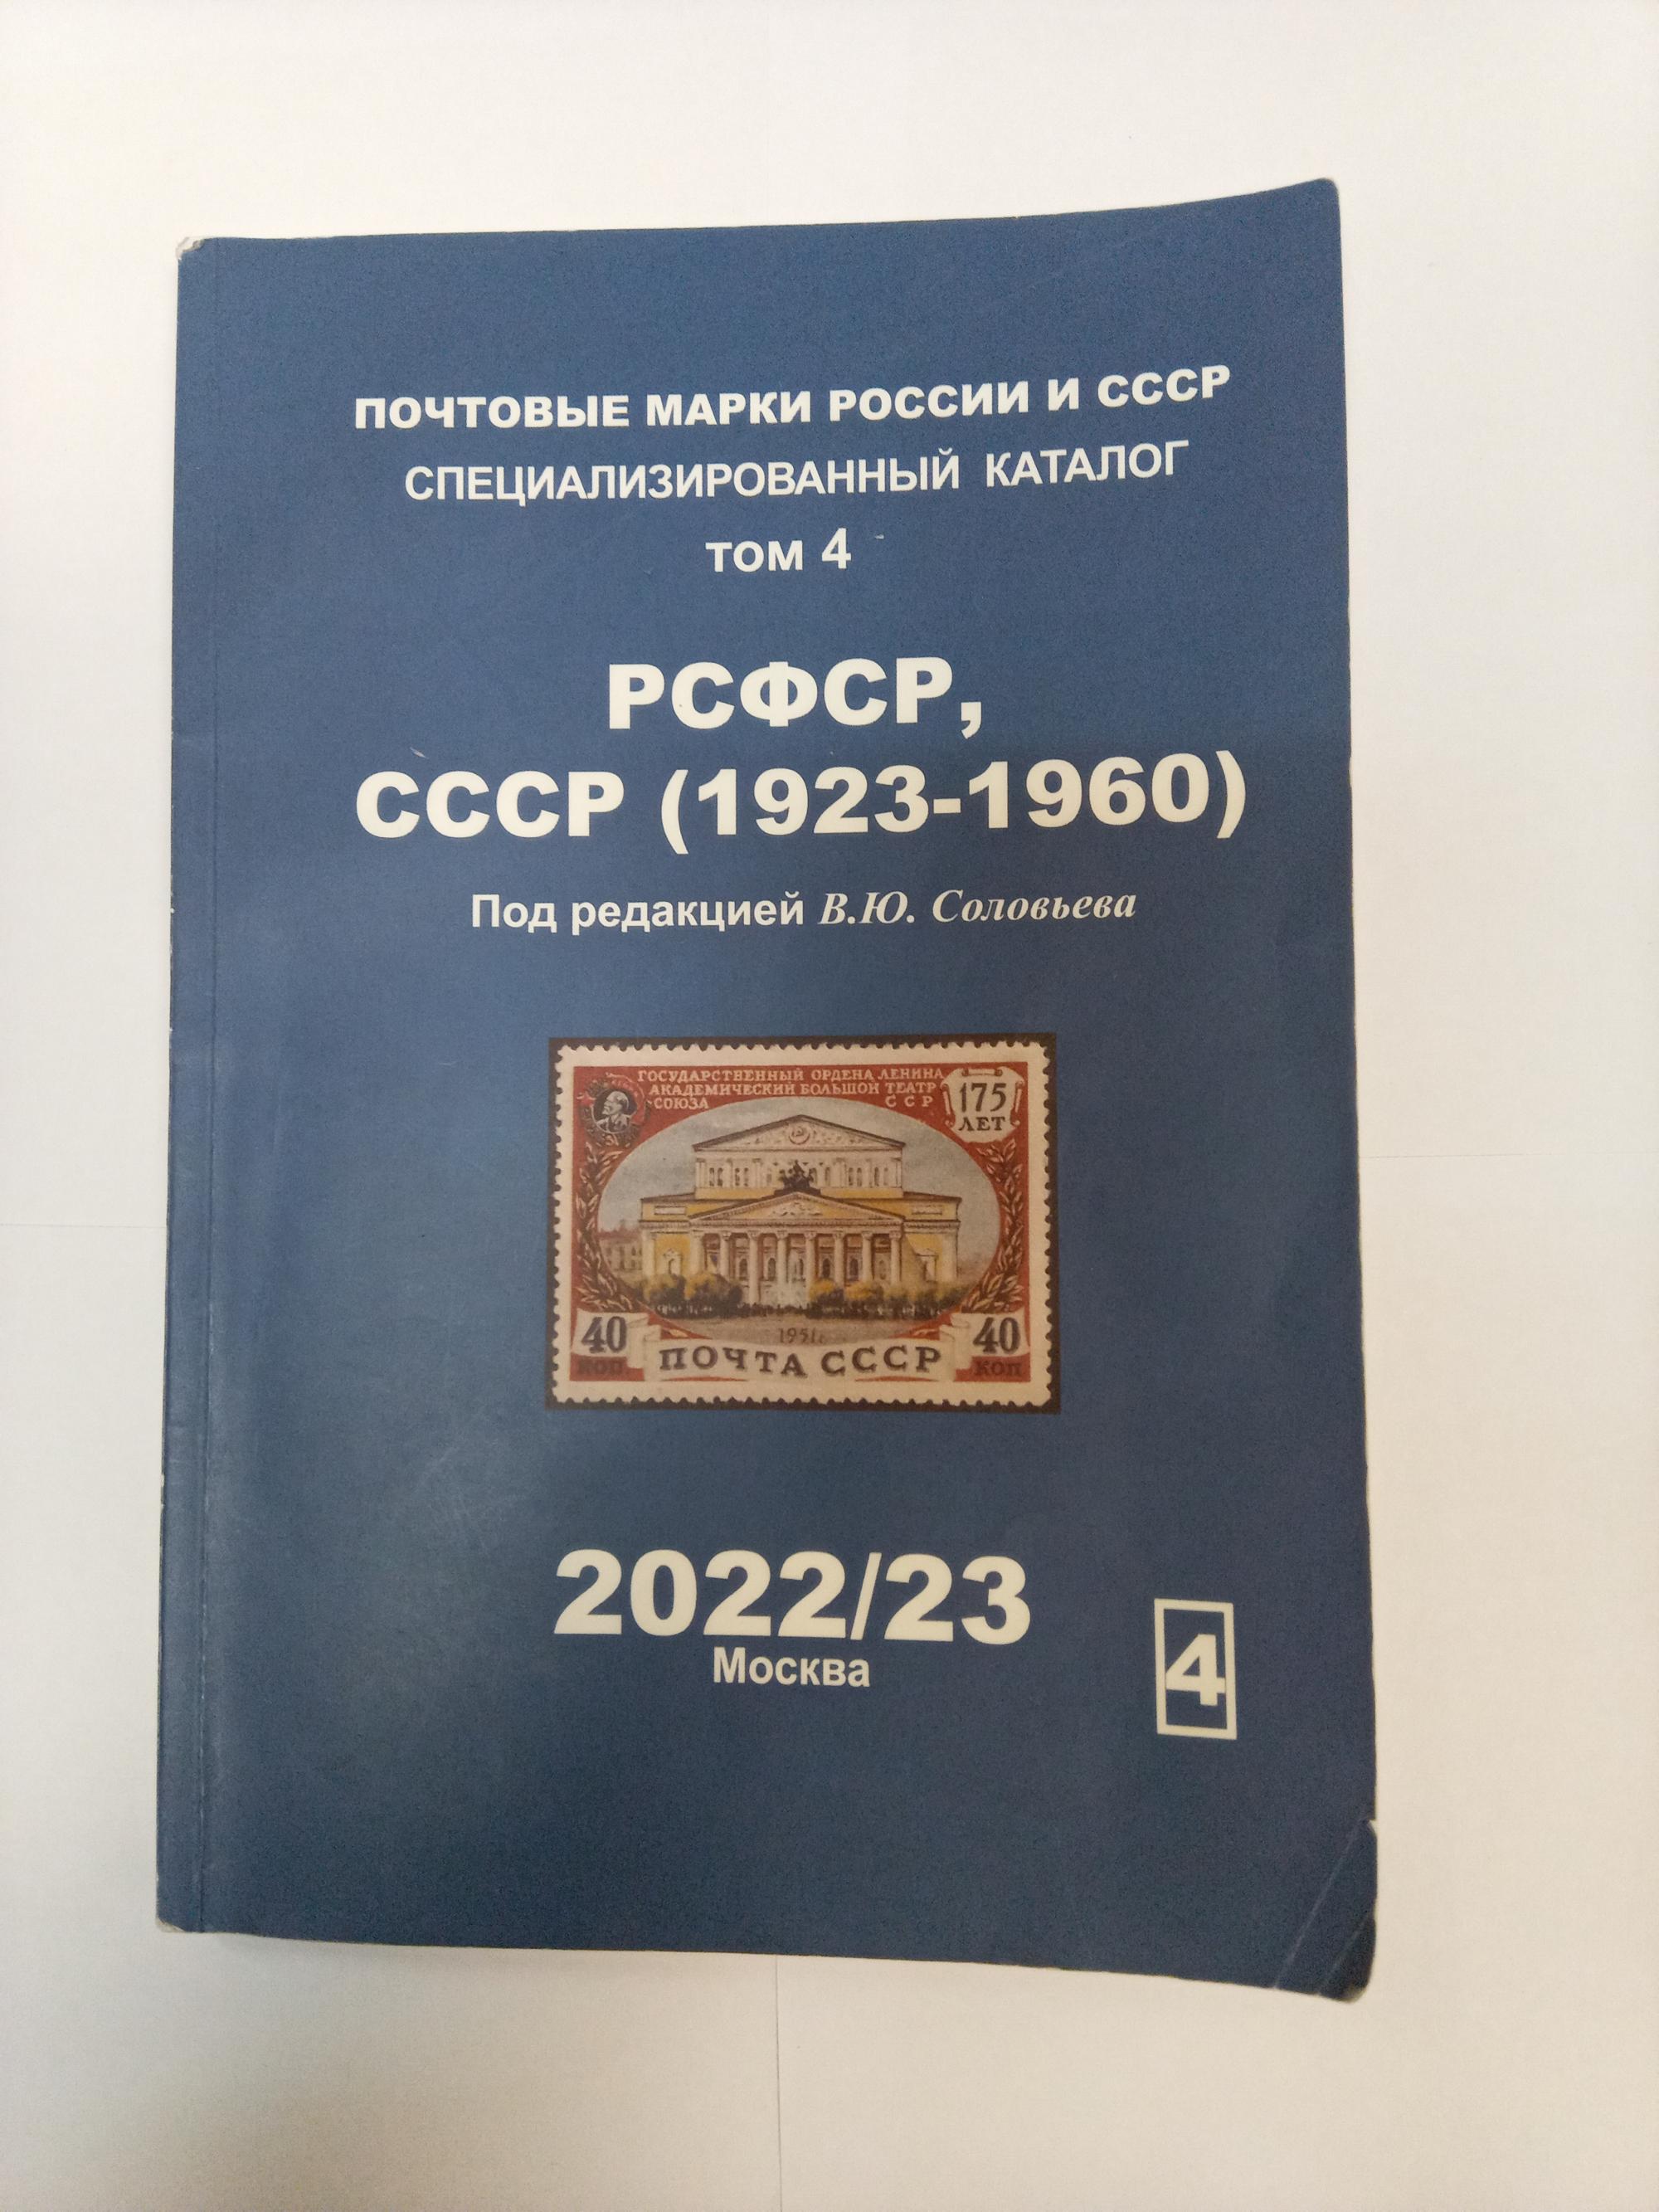 ПОЧТОВЫЕ МАРКИ РОССИИ И СССР
СПЕЦИАЛИЗИРОВАННЫЙ КАТАЛОГ
том 4
РСФСР,
СССР (1923-1960)
Под редакцией В.Ю. Соловьева
ГОСУДАРСТВЕННЫЙ ОРДЕНА ЛЕНИНА
АКАДЕМИЧЕСКИЙ БОЛЬШОЙ ТЕАТР
СОЮЗА ССР
175
ЛЕТ
1951г.
40 КОП
ПОЧТА СССР
40 КОП
2022/23
Москва
4